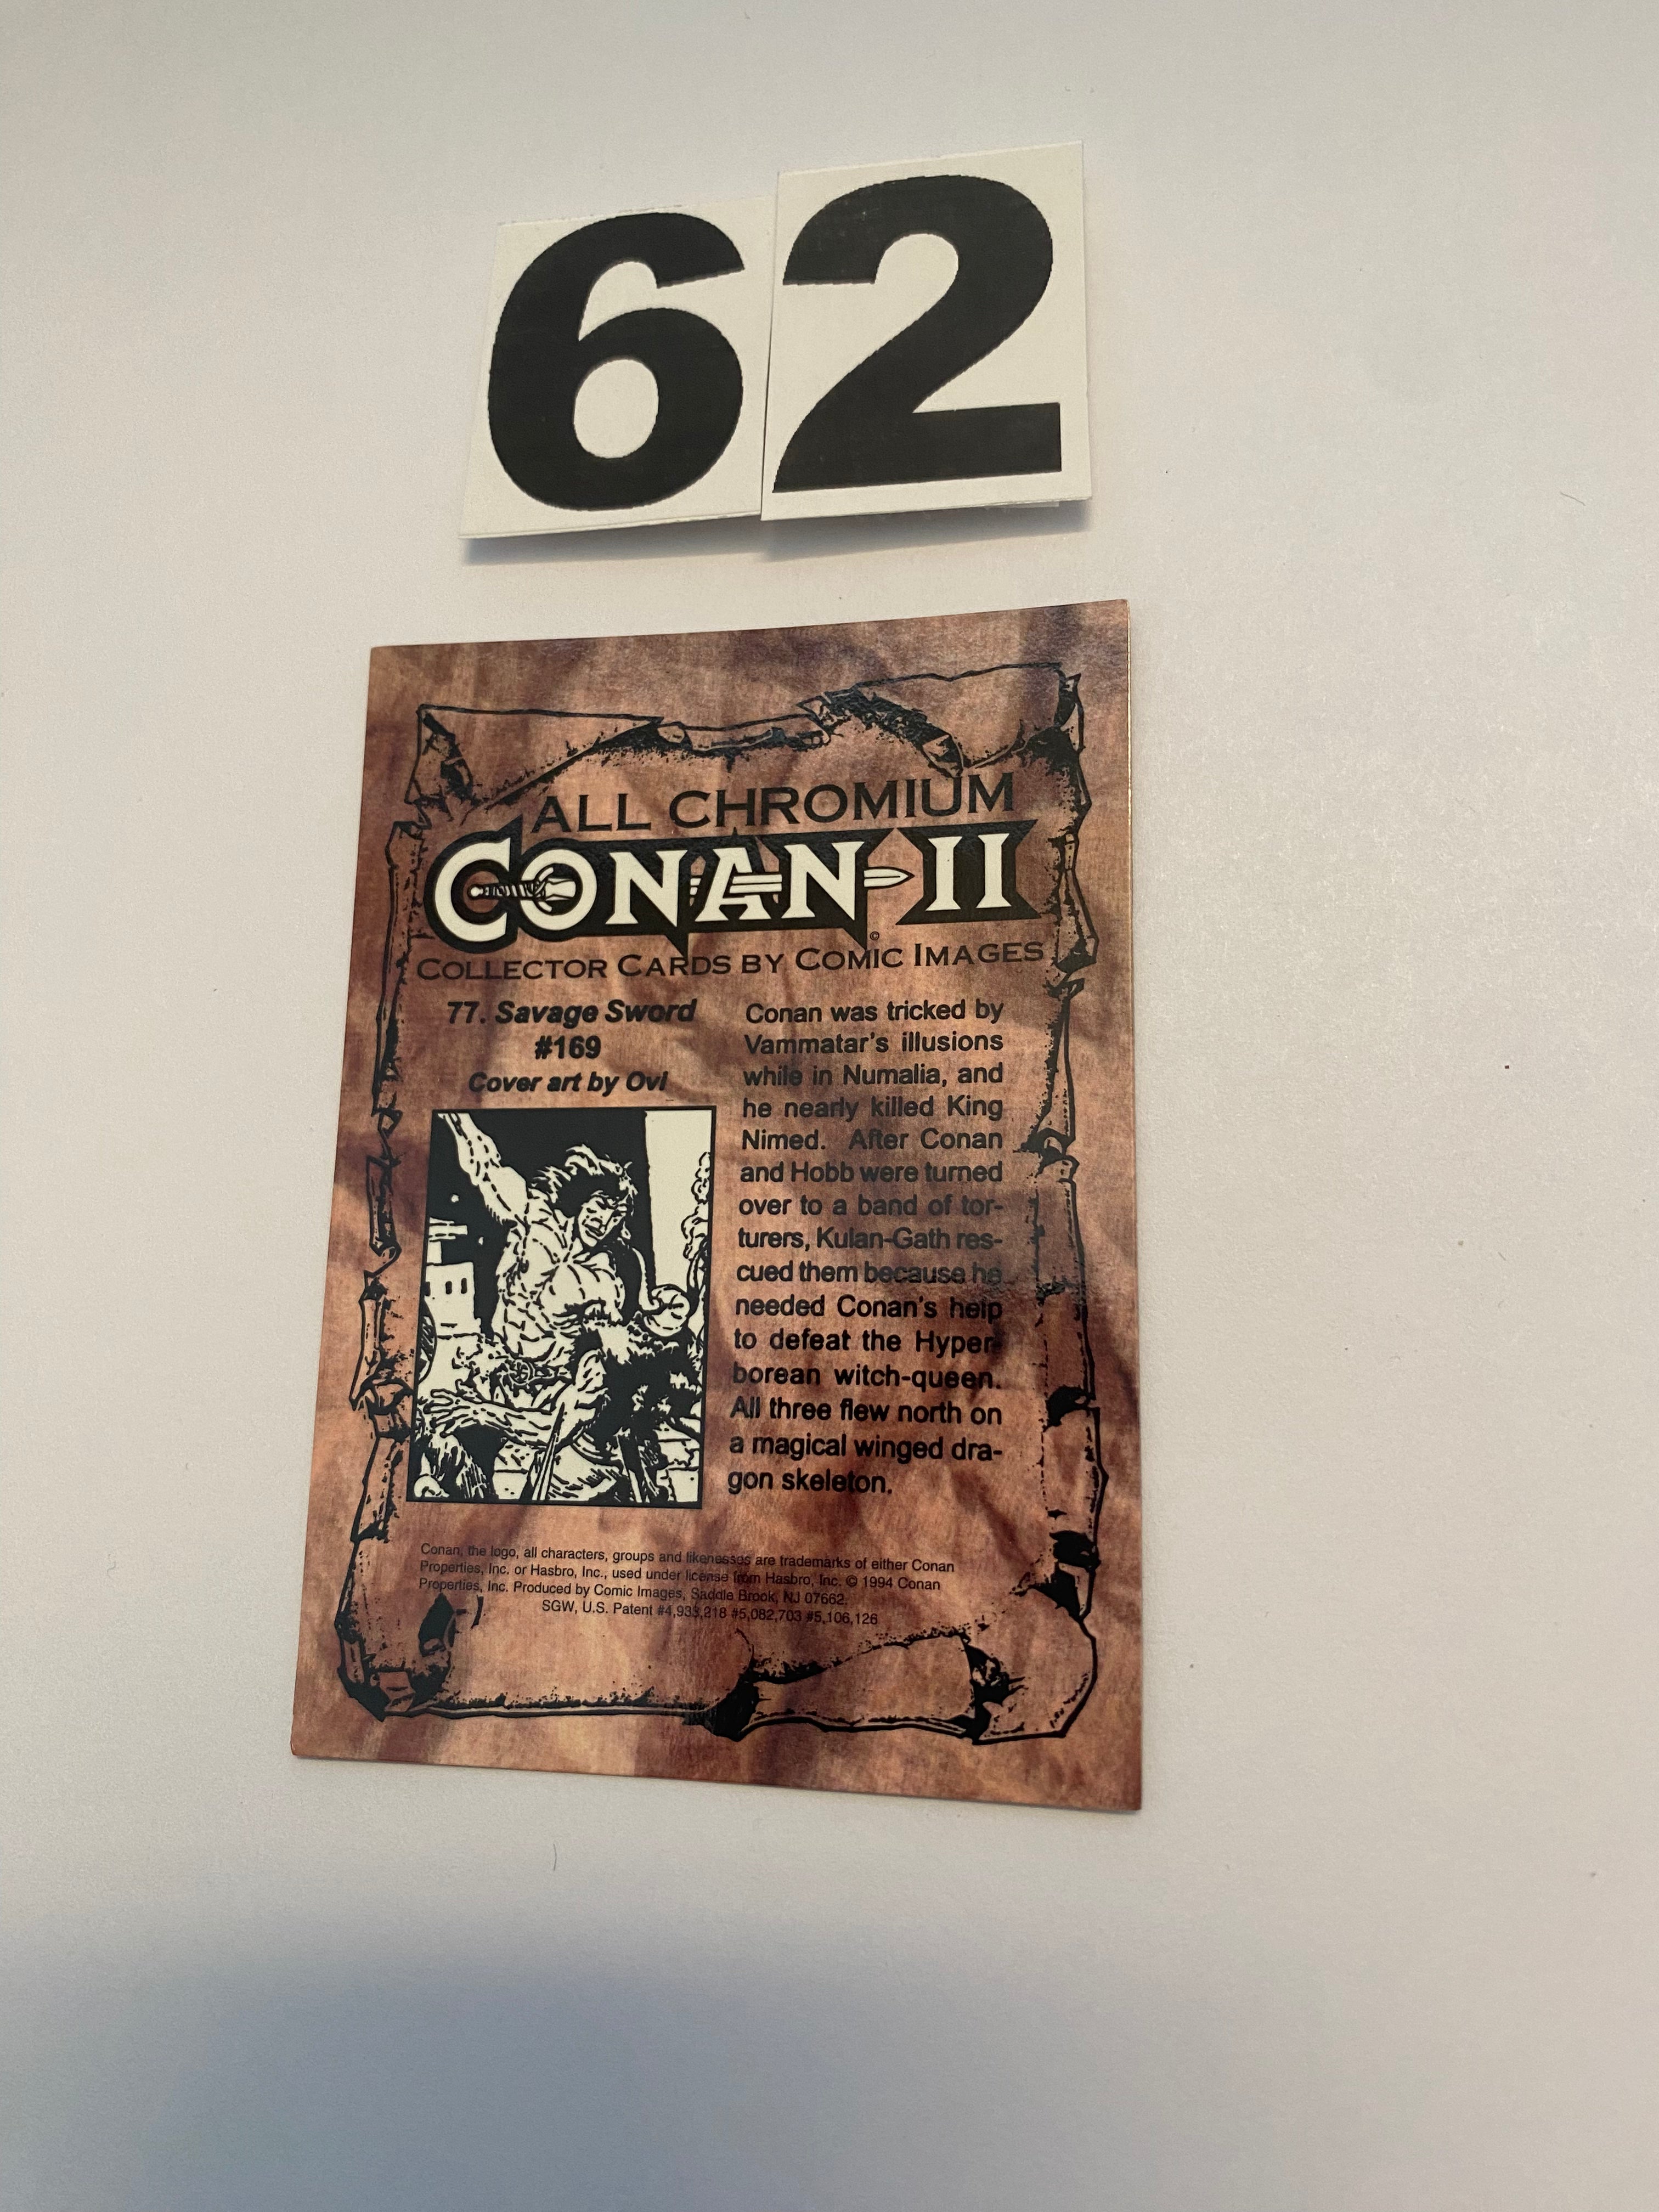 62
ALL CHROMIUM
CONAN II
©
COLLECTOR CARDS BY COMIC IMAGES
77. Savage Sword
#169
Cover art by Ovi
Conan was tricked by
Vammatar's illusions
while in Numalia, and
he nearly killed King
Nimed. After Conan
and Hobb were turned
over to a band of tor-
turers, Kulan-Gath res-
cued them because he
needed Conan's help
to defeat the Hyper-
borean witch-queen.
All three flew north on
a magical winged dra-
gon skeleton.
Conan, the logo, all characters, groups and likenesses are trademarks of either Conan
Properties, Inc. or Hasbro, Inc., used under license from Hasbro, Inc. © 1994 Conan
Properties, Inc. Produced by Comic Images, Saddle Brook, NJ 07662.
SGW, U.S. Patent #4,933,218 #5,082,703 #5,106,126